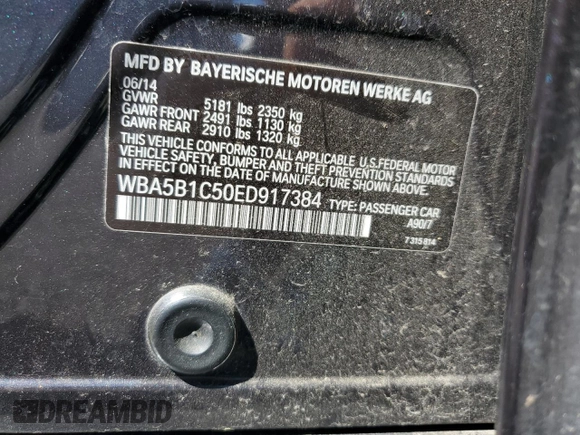 MFD BY BAYERISCHE MOTOREN WERKE AG
06/14
GVWR 5181 lbs 2350 kg
GAWR FRONT 2491 lbs 1130 kg
GAWR REAR 2910 lbs 1320 kg
THIS VEHICLE CONFORMS TO ALL APPLICABLE U.S. FEDERAL MOTOR
VEHICLE SAFETY, BUMPER AND THEFT PREVENTION STANDARDS
IN EFFECT ON THE DATE OF MANUFACTURE SHOWN ABOVE.
WBA5B1C50ED917384 TYPE: PASSENGER CAR
A90/7
7 315 814
DREAMBID